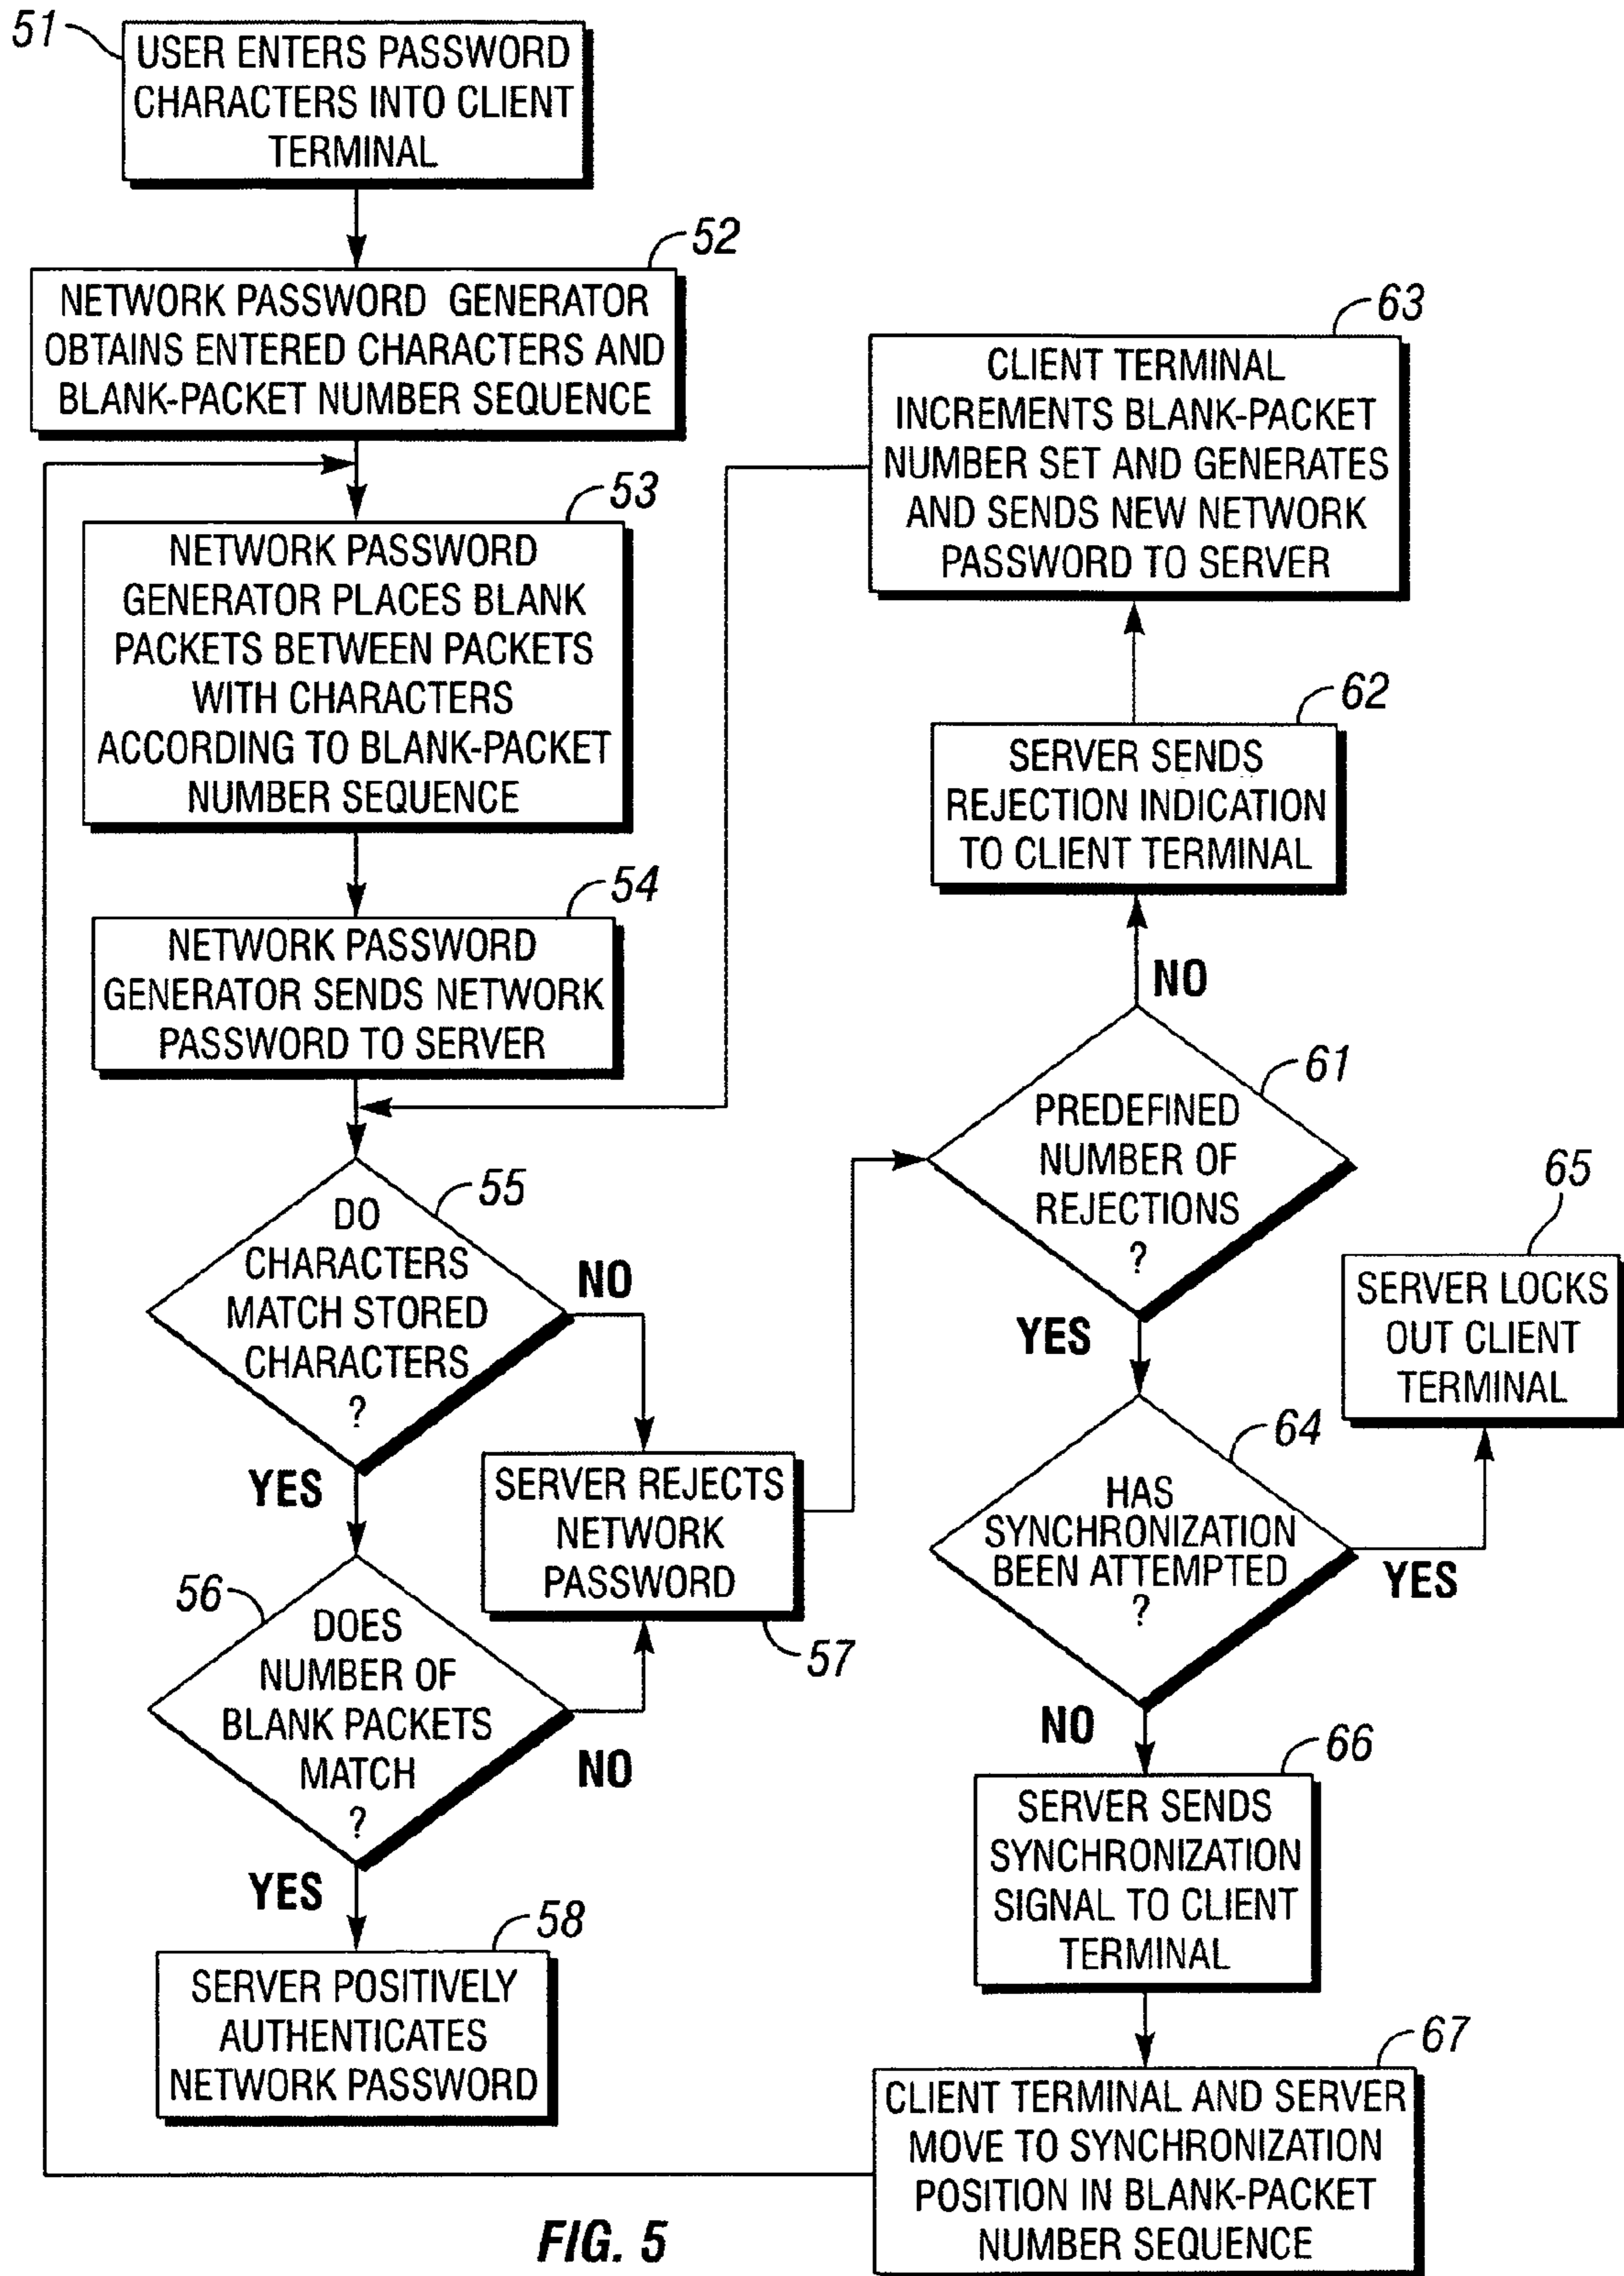 51
USER ENTERS PASSWORD
CHARACTERS INTO CLIENT
TERMINAL
52
NETWORK PASSWORD GENERATOR
OBTAINS ENTERED CHARACTERS AND
BLANK-PACKET NUMBER SEQUENCE
53
NETWORK PASSWORD
GENERATOR PLACES BLANK
PACKETS BETWEEN PACKETS
WITH CHARACTERS
ACCORDING TO BLANK-PACKET
NUMBER SEQUENCE
54
NETWORK PASSWORD
GENERATOR SENDS NETWORK
PASSWORD TO SERVER
55
DO
CHARACTERS
MATCH STORED
CHARACTERS
?
NO
YES
56
DOES
NUMBER OF
BLANK PACKETS
MATCH
?
NO
YES
SERVER REJECTS
NETWORK
PASSWORD
57
58
SERVER POSITIVELY
AUTHENTICATES
NETWORK PASSWORD
63
CLIENT TERMINAL
INCREMENTS BLANK-PACKET
NUMBER SET AND GENERATES
AND SENDS NEW NETWORK
PASSWORD TO SERVER
62
SERVER SENDS
REJECTION INDICATION
TO CLIENT TERMINAL
NO
61
PREDEFINED
NUMBER OF
REJECTIONS
?
YES
65
SERVER LOCKS
OUT CLIENT
TERMINAL
64
HAS
SYNCHRONIZATION
BEEN ATTEMPTED
?
YES
NO
66
SERVER SENDS
SYNCHRONIZATION
SIGNAL TO CLIENT
TERMINAL
67
CLIENT TERMINAL AND SERVER
MOVE TO SYNCHRONIZATION
POSITION IN BLANK-PACKET
NUMBER SEQUENCE
FIG. 5